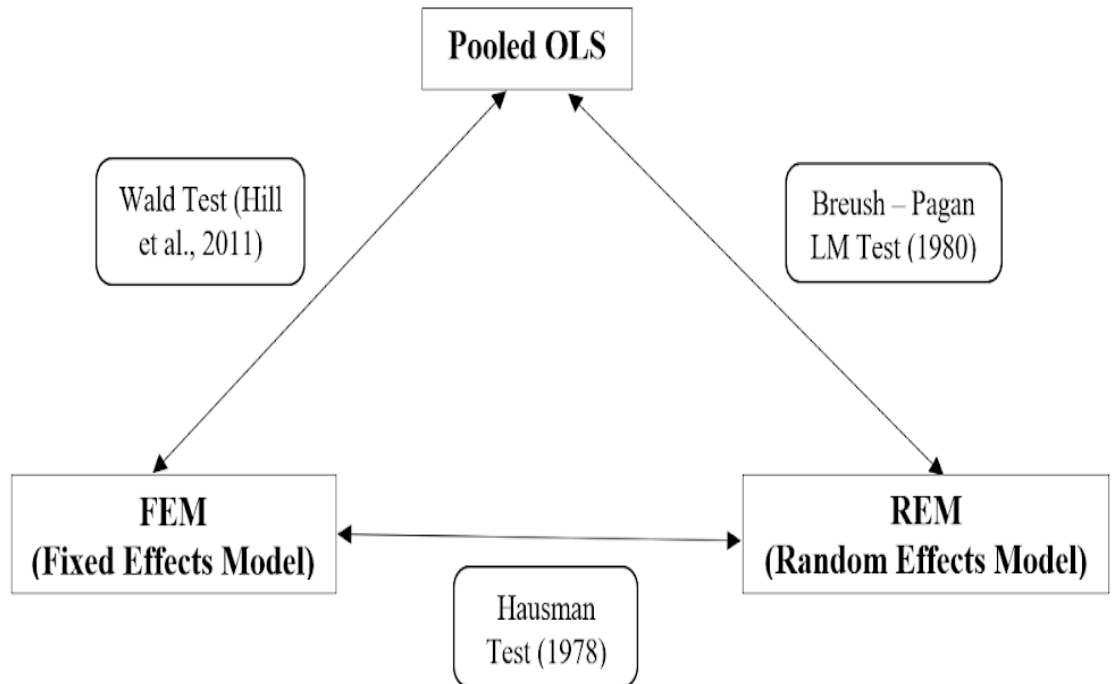 Pooled OLS
Wald Test (Hill
et al., 2011)
Breush – Pagan
LM Test (1980)
FEM
(Fixed Effects Model)
REM
(Random Effects Model)
Hausman
Test (1978)